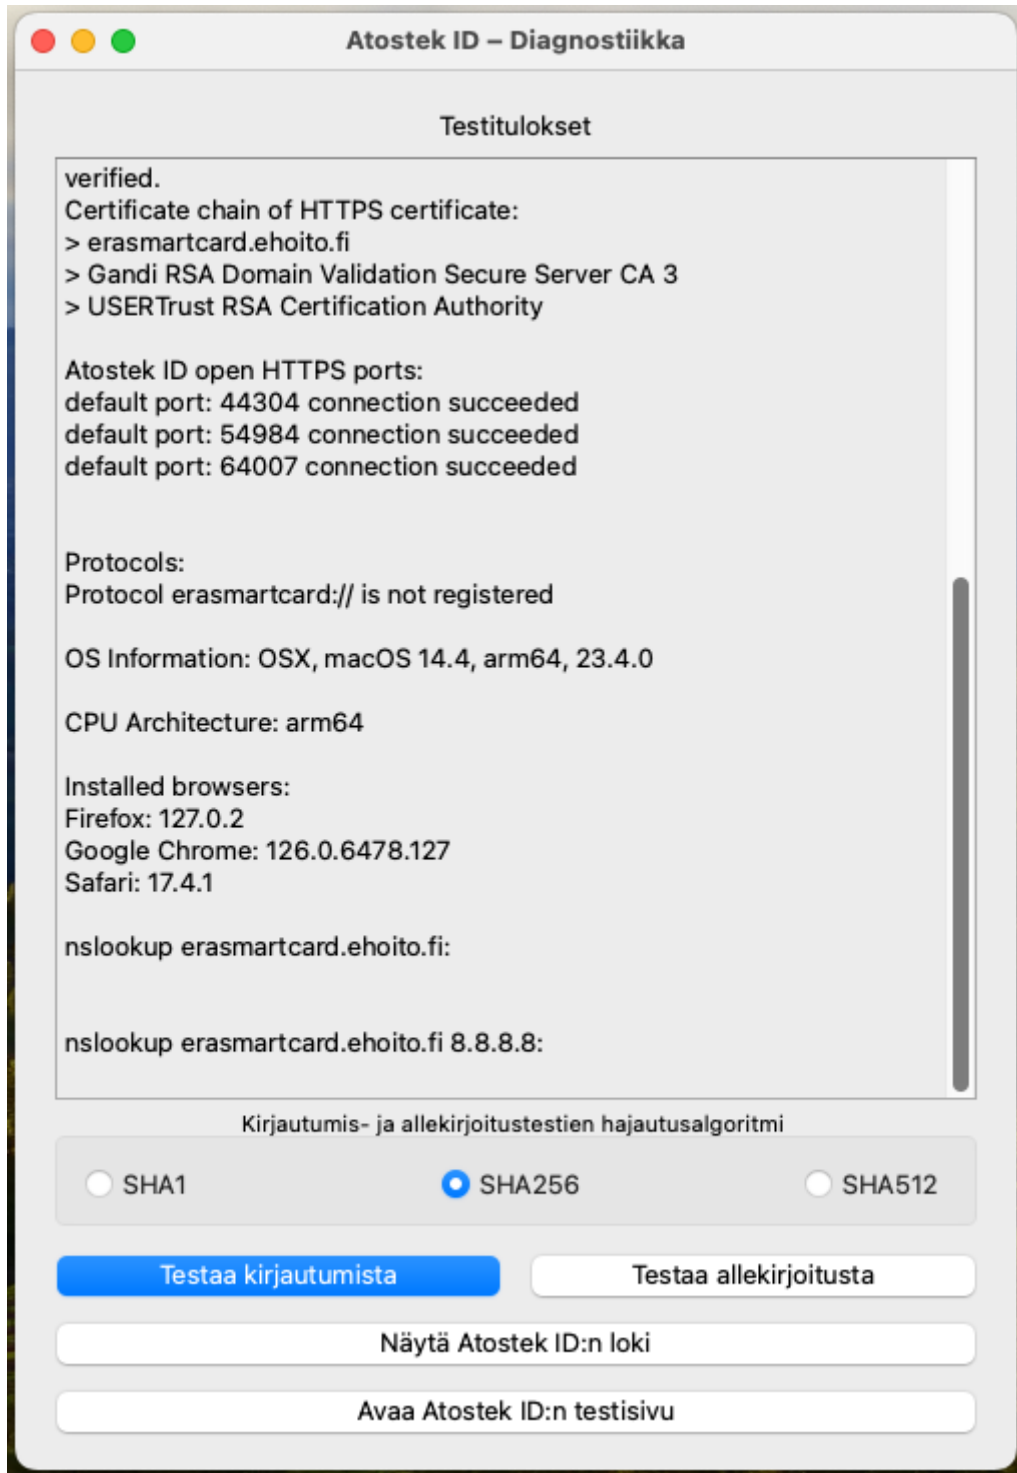 Atostek ID – Diagnostiikka
Testitulokset
verified.
Certificate chain of HTTPS certificate:
> erasmartcard.ehoito.fi
> Gandi RSA Domain Validation Secure Server CA 3
> USERTrust RSA Certification Authority
Atostek ID open HTTPS ports:
default port: 44304 connection succeeded
default port: 54984 connection succeeded
default port: 64007 connection succeeded
Protocols:
Protocol erasmartcard:// is not registered
OS Information: OSX, macOS 14.4, arm64, 23.4.0
CPU Architecture: arm64
Installed browsers:
Firefox: 127.0.2
Google Chrome: 126.0.6478.127
Safari: 17.4.1
nslookup erasmartcard.ehoito.fi:
nslookup erasmartcard.ehoito.fi 8.8.8.8:
Kirjautumis- ja allekirjoitustestien hajautusalgoritmi
SHA1 SHA256 SHA512
Testaa kirjautumista Testaa allekirjoitusta
Näytä Atostek ID:n loki
Avaa Atostek ID:n testisivu